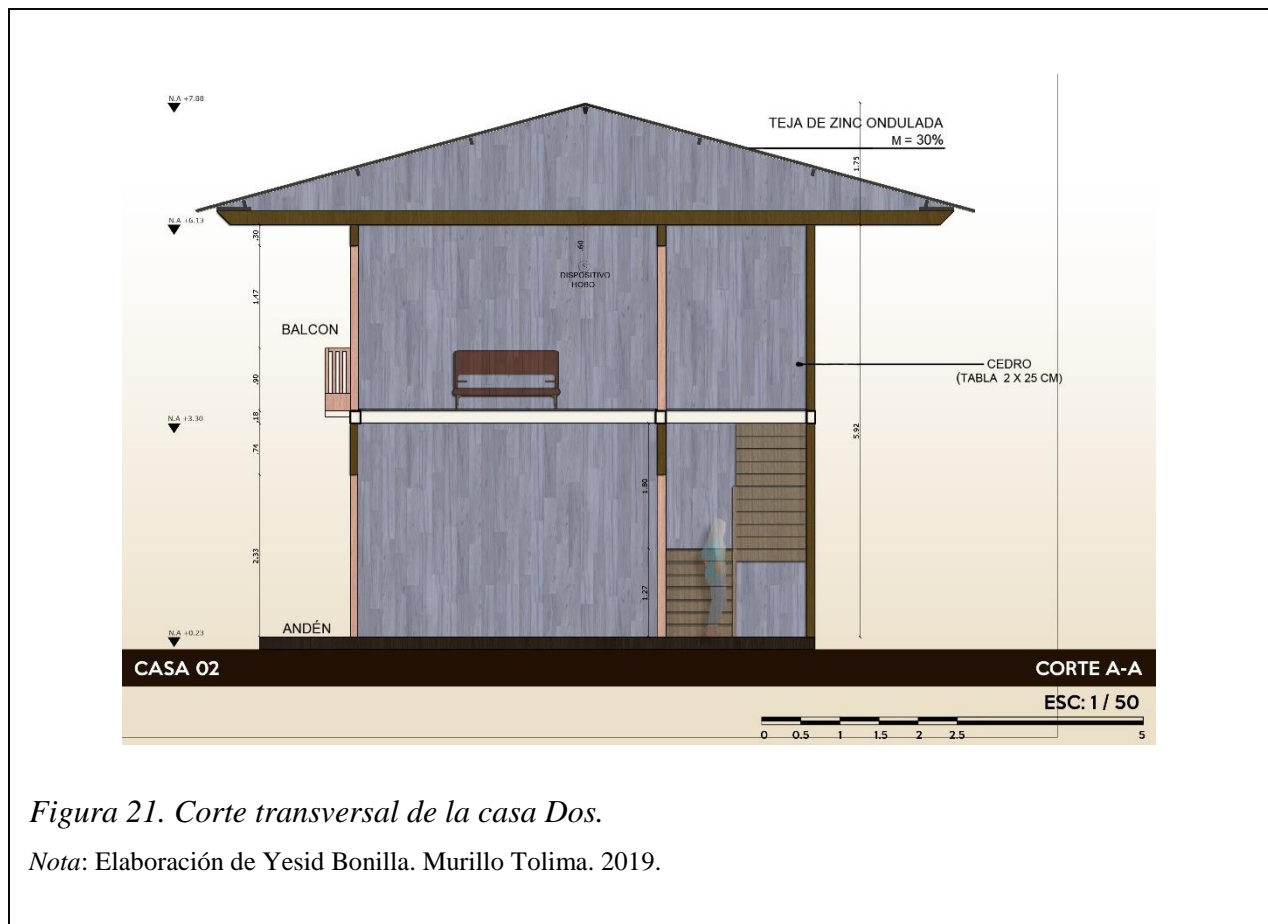 N.A +7.88
TEJA DE ZINC ONDULADA
M = 30%
1.75
N.A +6.13
.30
.60
DISPOSITIVO
HOBO
1.47
BALCON
CEDRO
(TABLA 2 X 25 CM)
.90
N.A +3.30
.18
5.92
.74
1.80
2.33
1.27
N.A +0.23
ANDÉN
CASA 02
CORTE A-A
ESC: 1 / 50
0 0.5 1 1.5 2 2.5 5
Figura 21. Corte transversal de la casa Dos.
Nota: Elaboración de Yesid Bonilla. Murillo Tolima. 2019.